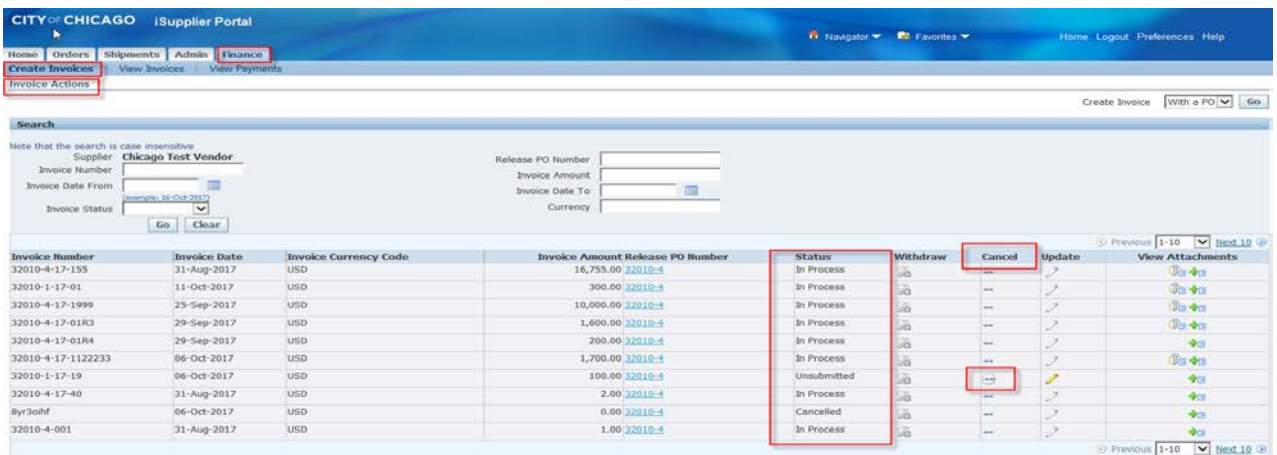 CITY OF CHICAGO iSupplier Portal
Navigator Favorites Home Logout Preferences Help
Home Orders Shipments Admin Finance
Create Invoices | View Invoices | View Payments
Invoice Actions
Create Invoice With a PO Go
Search
Note that the search is case insensitive
Supplier Chicago Test Vendor
Invoice Number
Invoice Date From
(example: 16-Oct-2017)
Invoice Status
Go Clear
Release PO Number
Invoice Amount
Invoice Date To
Currency
Previous 1-10 Next 10
Invoice Number Invoice Date Invoice Currency Code Invoice Amount Release PO Number Status Withdraw Cancel Update View Attachments
32010-4-17-155 31-Aug-2017 USD 16,755.00 32010-4 In Process
32010-1-17-01 11-Oct-2017 USD 300.00 32010-4 In Process
32010-4-17-1999 25-Sep-2017 USD 10,000.00 32010-4 In Process
32010-4-17-01R3 29-Sep-2017 USD 1,600.00 32010-4 In Process
32010-4-17-01R4 29-Sep-2017 USD 200.00 32010-4 In Process
32010-4-17-1122233 06-Oct-2017 USD 1,700.00 32010-4 In Process
32010-1-17-19 06-Oct-2017 USD 100.00 32010-4 Unsubmitted
32010-4-17-40 31-Aug-2017 USD 2.00 32010-4 In Process
8yr3oihf 06-Oct-2017 USD 0.00 32010-4 Cancelled
32010-4-001 31-Aug-2017 USD 1.00 32010-4 In Process
Previous 1-10 Next 10